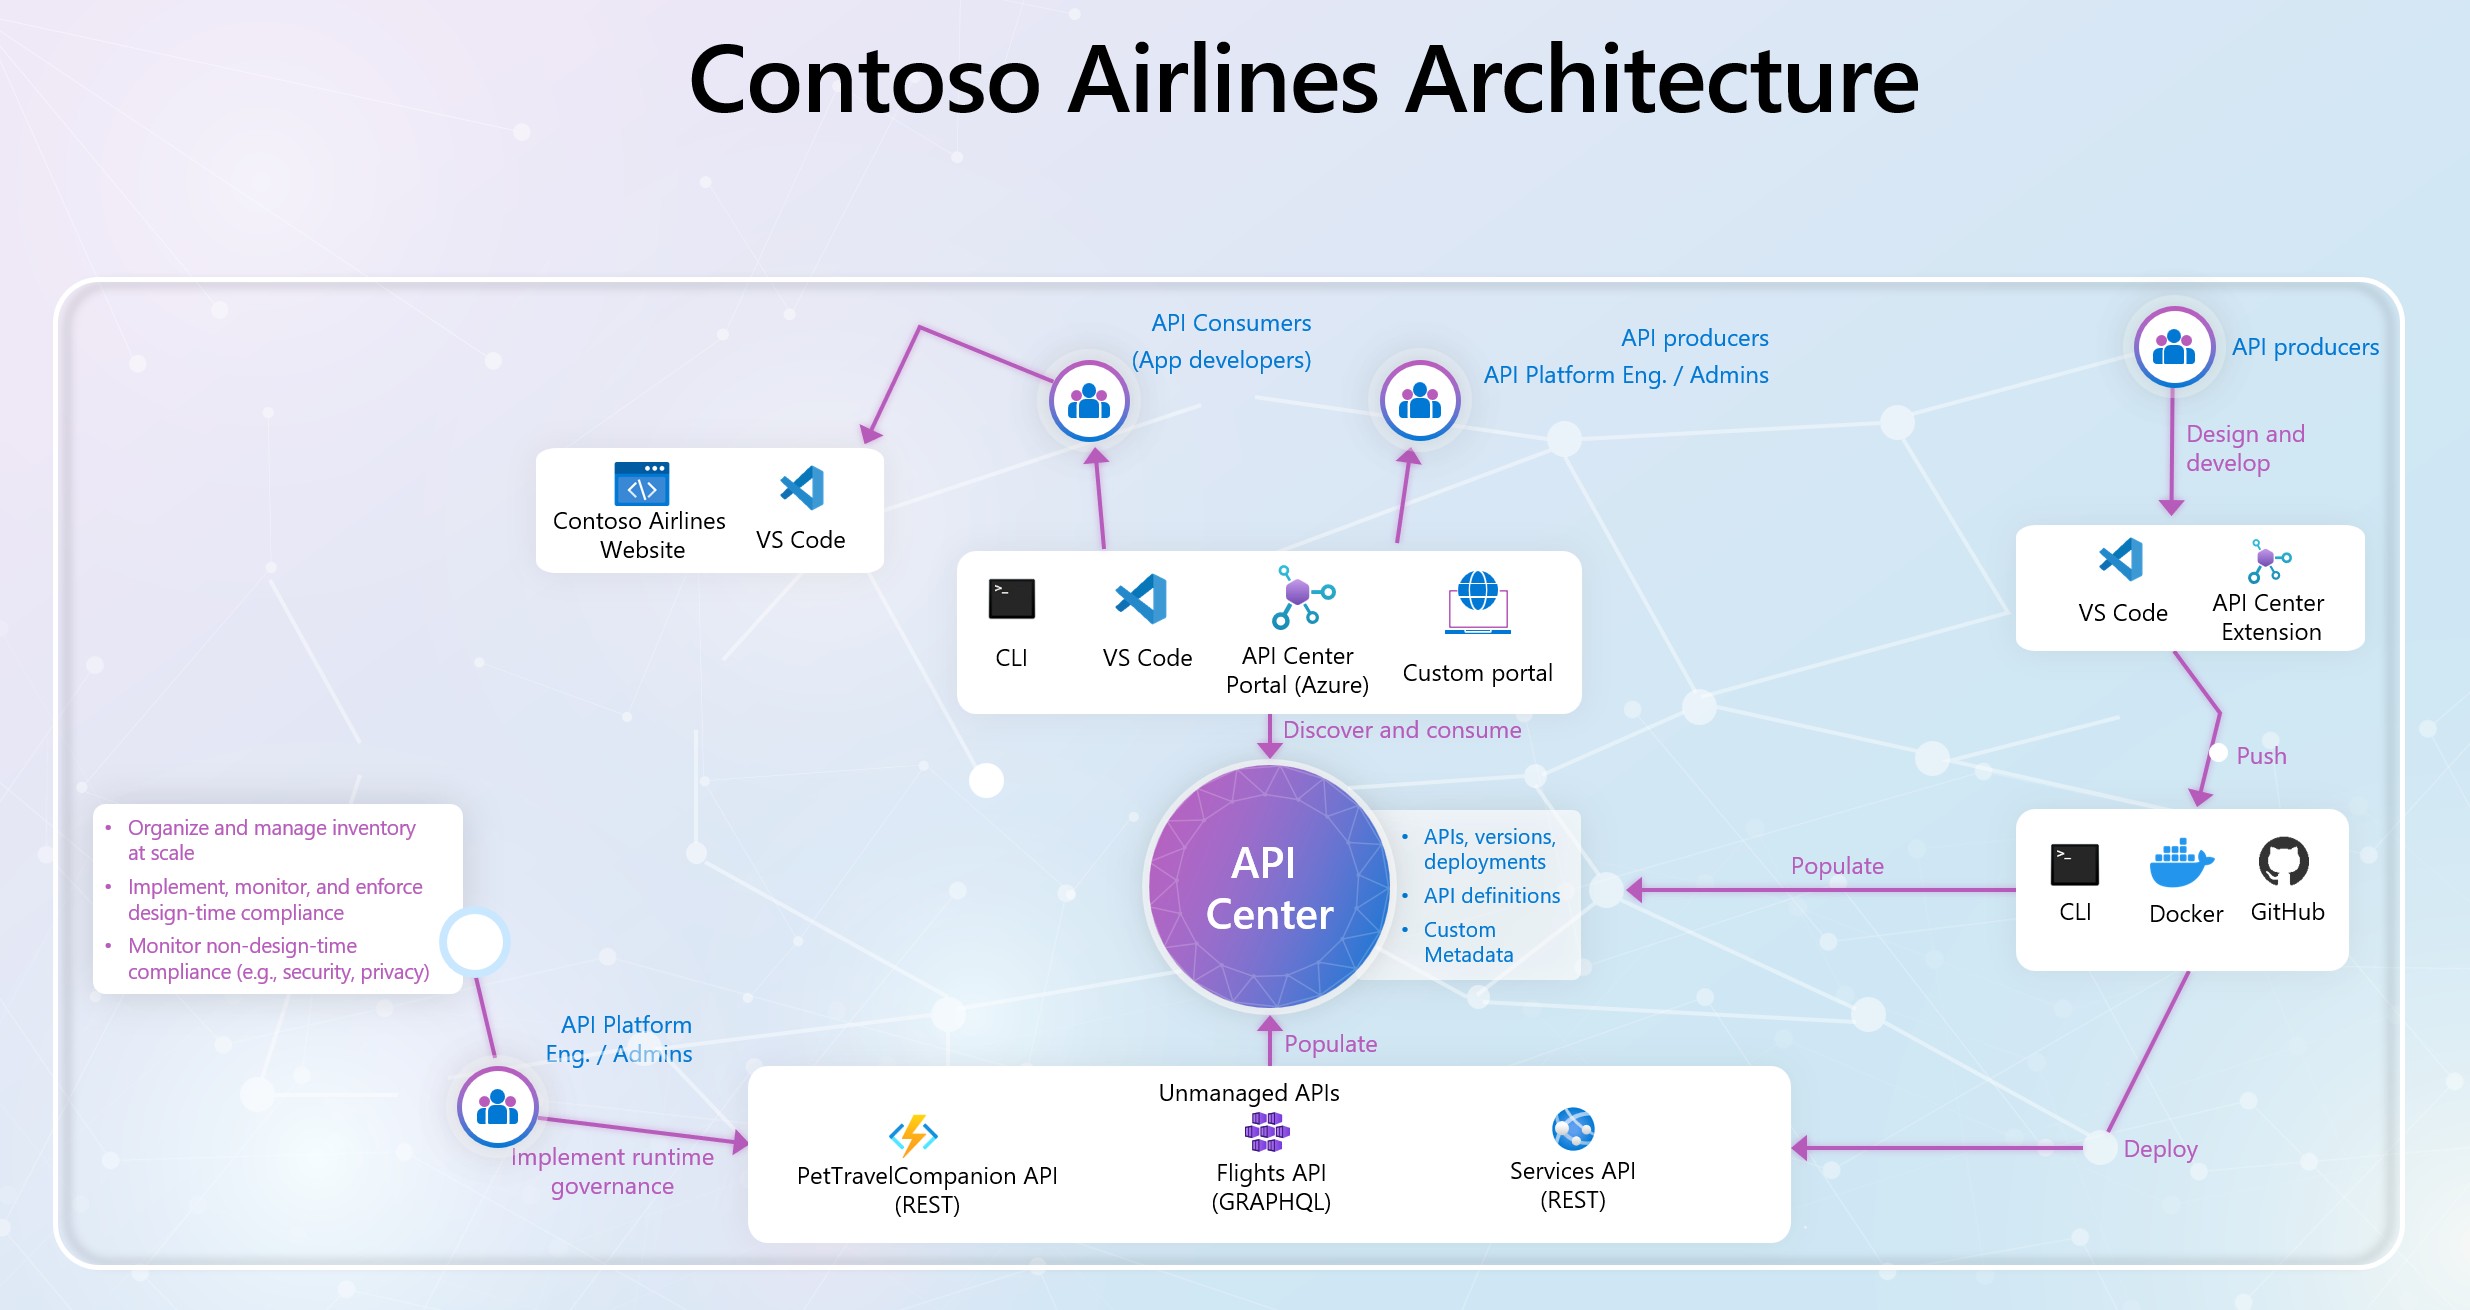 Contoso Airlines Architecture
API Consumers
(App developers)
API producers
API Platform Eng. / Admins
API producers
Design and
develop
Contoso Airlines
Website
VS Code
>_
CLI
VS Code
API Center
Portal (Azure)
Custom portal
VS Code
API Center
Extension
Discover and consume
Push
• Organize and manage inventory
at scale
• Implement, monitor, and enforce
design-time compliance
• Monitor non-design-time
compliance (e.g., security, privacy)
API
Center
• APIs, versions,
deployments
• API definitions
• Custom
Metadata
Populate
>_
CLI
Docker
GitHub
API Platform
Eng. / Admins
Populate
Implement runtime
governance
Unmanaged APIs
PetTravelCompanion API
(REST)
Flights API
(GRAPHQL)
Services API
(REST)
Deploy